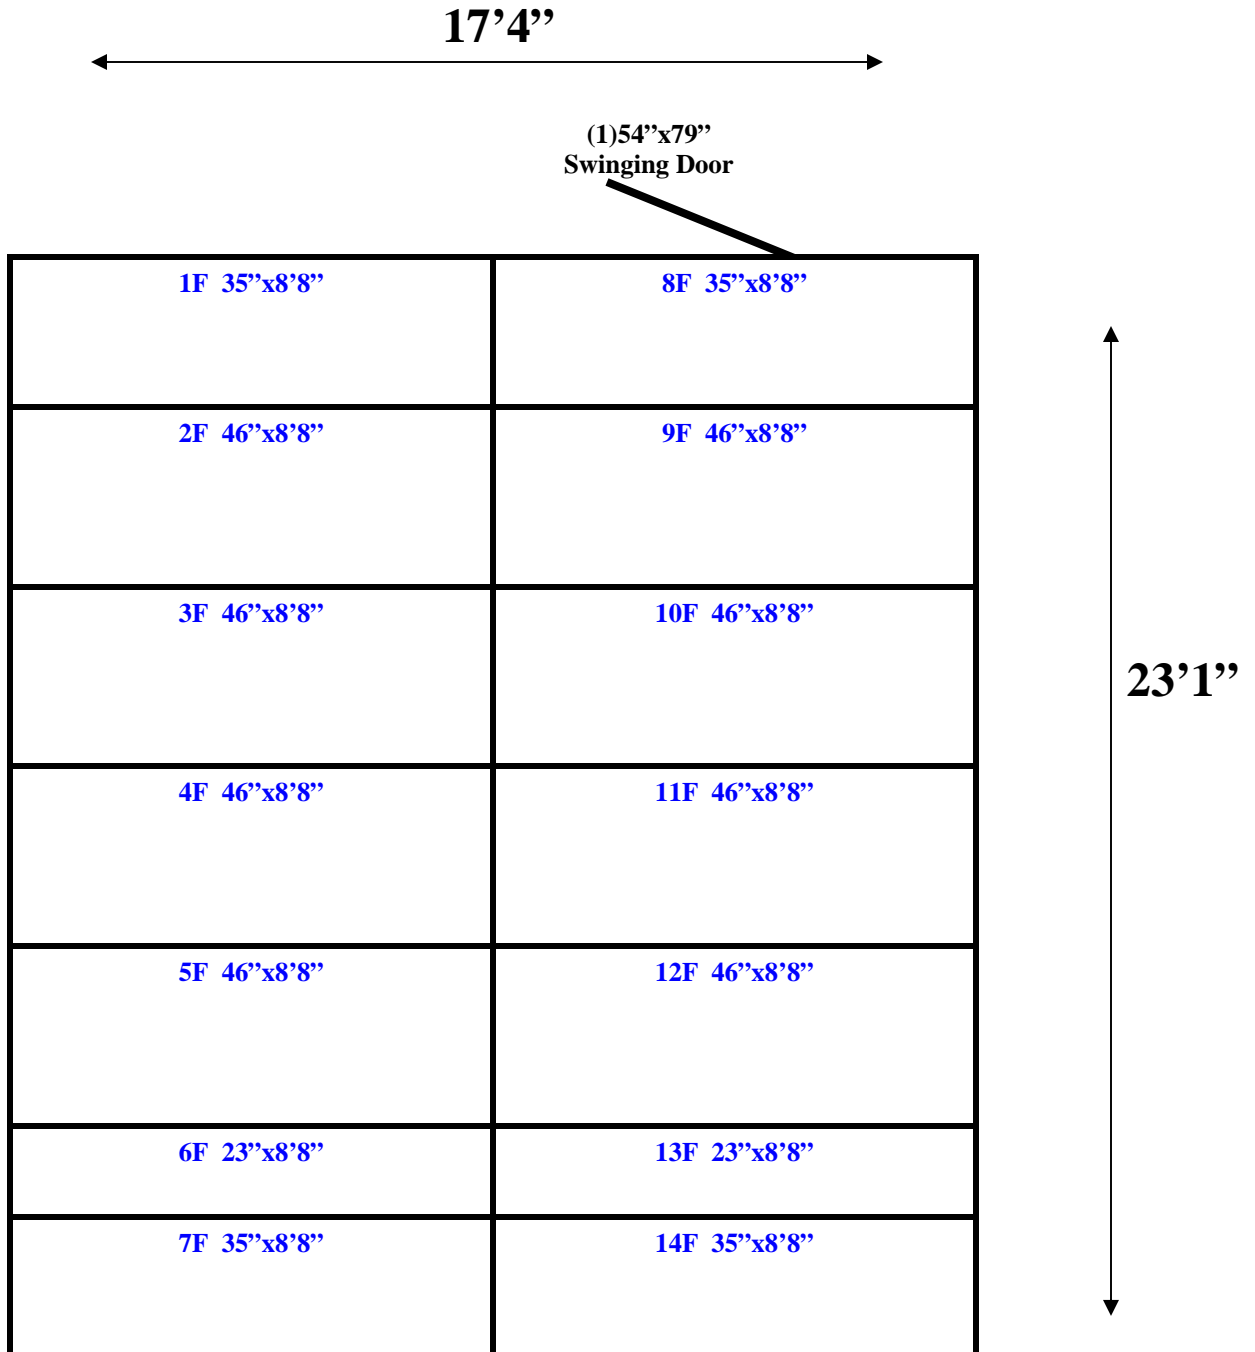 17’4”
(1)54”x79”
Swinging Door
1F 35”x8’8”
8F 35”x8’8”
2F 46”x8’8”
9F 46”x8’8”
3F 46”x8’8”
10F 46”x8’8”
23’1”
4F 46”x8’8”
11F 46”x8’8”
5F 46”x8’8”
12F 46”x8’8”
6F 23”x8’8”
13F 23”x8’8”
7F 35”x8’8”
14F 35”x8’8”